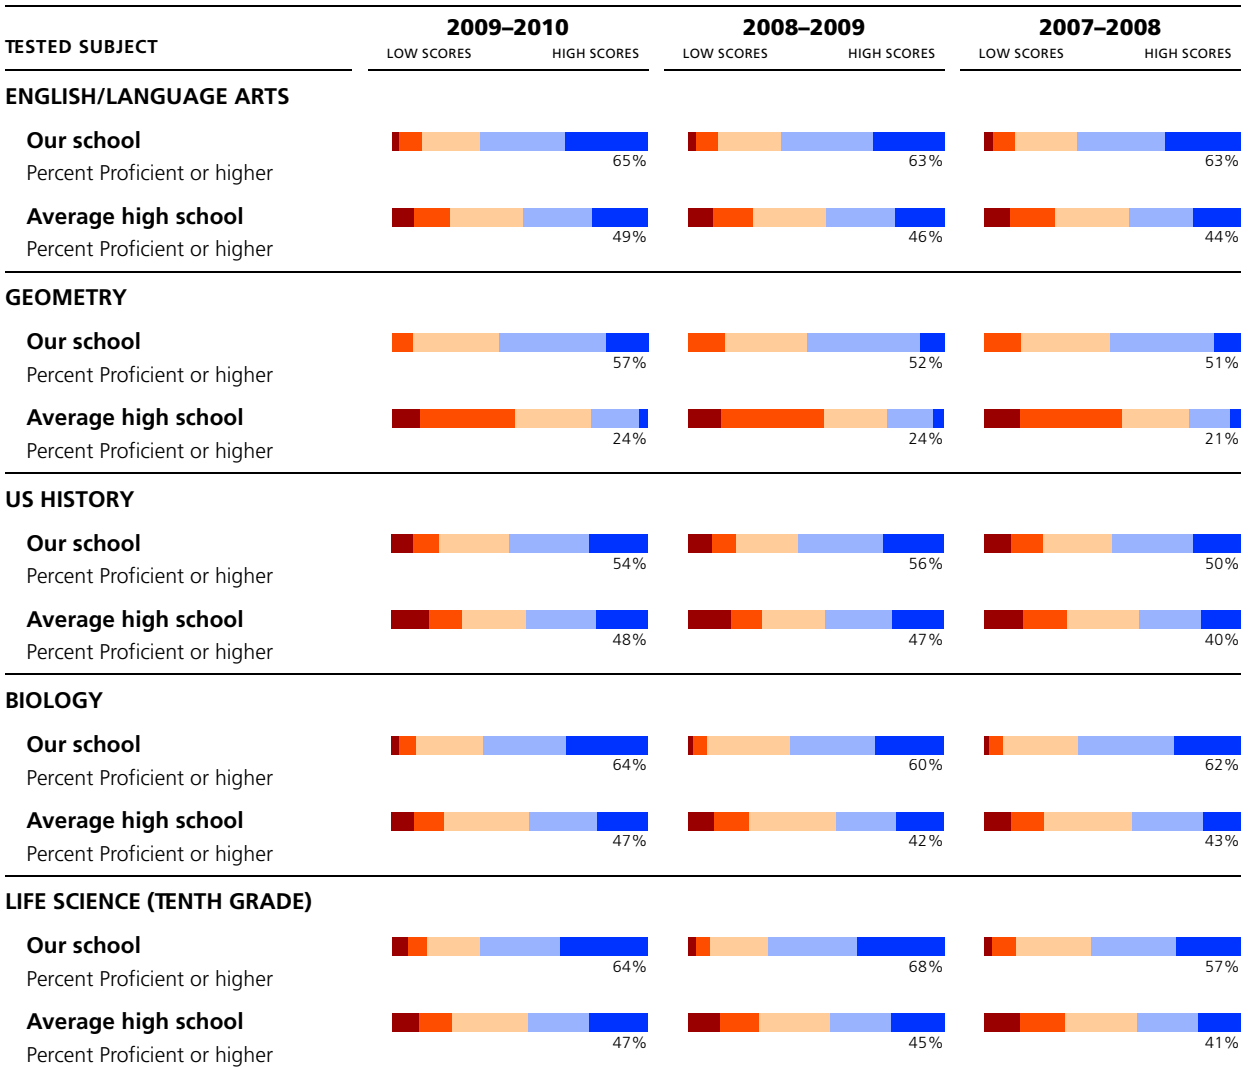 2009–2010 2008–2009 2007–2008
TESTED SUBJECT LOW SCORES HIGH SCORES LOW SCORES HIGH SCORES LOW SCORES HIGH SCORES
ENGLISH/LANGUAGE ARTS
Our school
65% 63% 63%
Percent Proficient or higher
Average high school
49% 46% 44%
Percent Proficient or higher
GEOMETRY
Our school
57% 52% 51%
Percent Proficient or higher
Average high school
24% 24% 21%
Percent Proficient or higher
US HISTORY
Our school
54% 56% 50%
Percent Proficient or higher
Average high school
48% 47% 40%
Percent Proficient or higher
BIOLOGY
Our school
64% 60% 62%
Percent Proficient or higher
Average high school
47% 42% 43%
Percent Proficient or higher
LIFE SCIENCE (TENTH GRADE)
Our school
64% 68% 57%
Percent Proficient or higher
Average high school
47% 45% 41%
Percent Proficient or higher